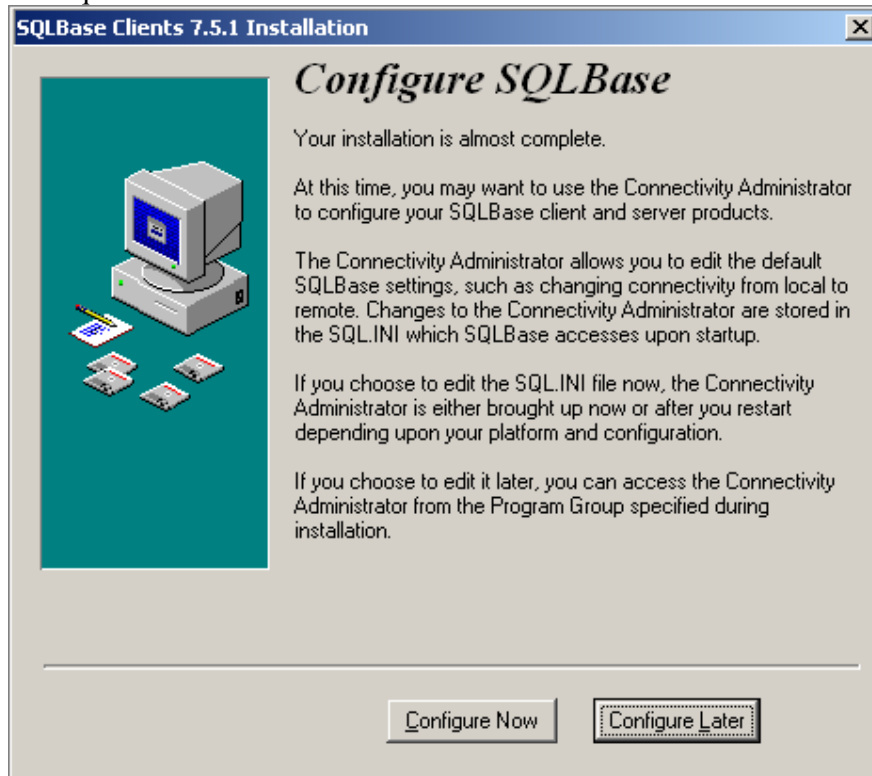 SQLBase Clients 7.5.1 Installation
Configure SQLBase
Your installation is almost complete.
At this time, you may want to use the Connectivity Administrator
to configure your SQLBase client and server products.
The Connectivity Administrator allows you to edit the default
SQLBase settings, such as changing connectivity from local to
remote. Changes to the Connectivity Administrator are stored in
the SQL.INI which SQLBase accesses upon startup.
If you choose to edit the SQL.INI file now, the Connectivity
Administrator is either brought up now or after you restart
depending upon your platform and configuration.
If you choose to edit it later, you can access the Connectivity
Administrator from the Program Group specified during
installation.
Configure Now
Configure Later